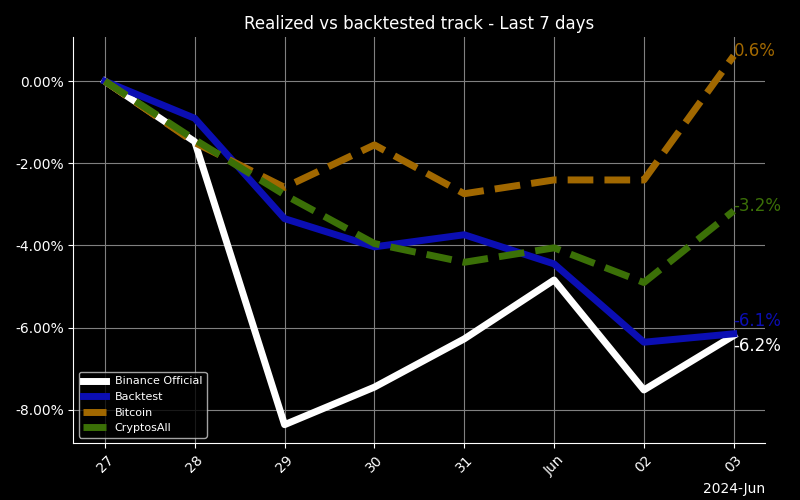 Realized vs backtested track - Last 7 days
0.6%
0.00%
-2.00%
-3.2%
-4.00%
-6.00%
-6.1%
-6.2%
-8.00%
Binance Official
Backtest
Bitcoin
CryptosAll
27 28 29 30 31 Jun 02 03
2024-Jun